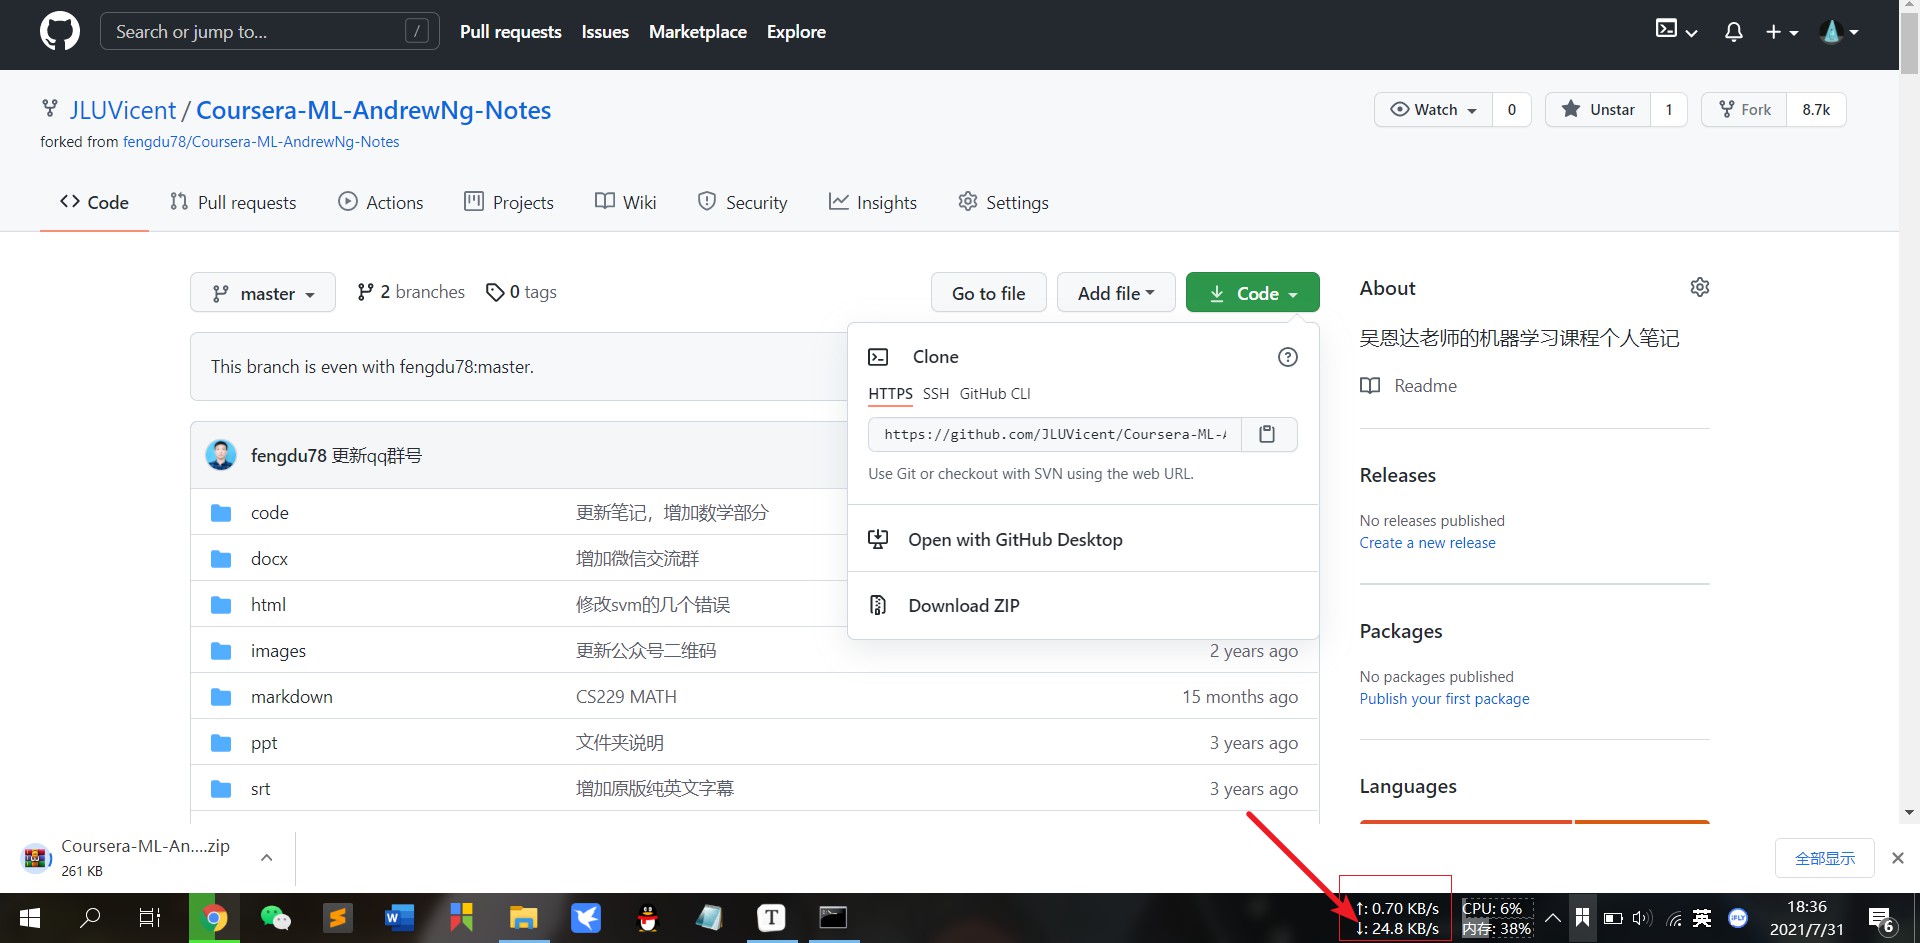 Search or jump to... /
Pull requests Issues Marketplace Explore
JLUVicent / Coursera-ML-AndrewNg-Notes
forked from fengdu78/Coursera-ML-AndrewNg-Notes
Watch 0 Unstar 1 Fork 8.7k
Code Pull requests Actions Projects Wiki Security Insights Settings
master 2 branches 0 tags
Go to file Add file Code
This branch is even with fengdu78:master.
Clone
HTTPS SSH GitHub CLI
https://github.com/JLUVicent/Coursera-ML-A
Use Git or checkout with SVN using the web URL.
Open with GitHub Desktop
Download ZIP
fengdu78 更新qq群号
code 更新笔记，增加数学部分
docx 增加微信交流群
html 修改svm的几个错误
images 更新公众号二维码 2 years ago
markdown CS229 MATH 15 months ago
ppt 文件夹说明 3 years ago
srt 增加原版纯英文字幕 3 years ago
About
吴恩达老师的机器学习课程个人笔记
Readme
Releases
No releases published
Create a new release
Packages
No packages published
Publish your first package
Languages
Coursera-ML-An....zip
261 KB
全部显示
↑: 0.70 KB/s
↓: 24.8 KB/s
CPU: 6%
内存: 38%
英
iFLY
18:36
2021/7/31
6